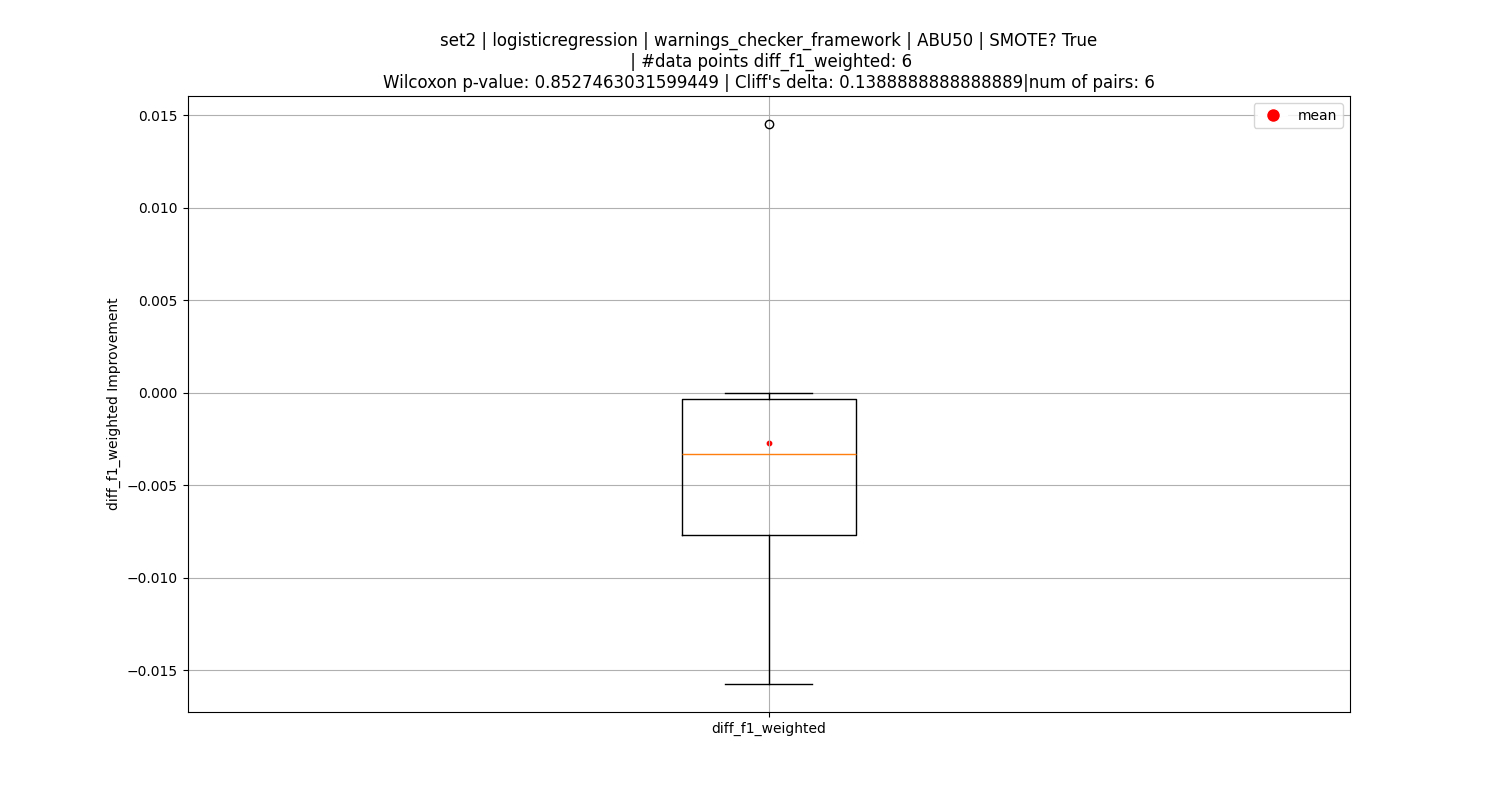 set2 | logisticregression | warnings_checker_framework | ABU50 | SMOTE? True
| #data points diff_f1_weighted: 6
Wilcoxon p-value: 0.8527463031599449 | Cliff's delta: 0.1388888888888889|num of pairs: 6
mean
0.015
0.010
0.005
0.000
−0.005
−0.010
−0.015
diff_f1_weighted Improvement
diff_f1_weighted